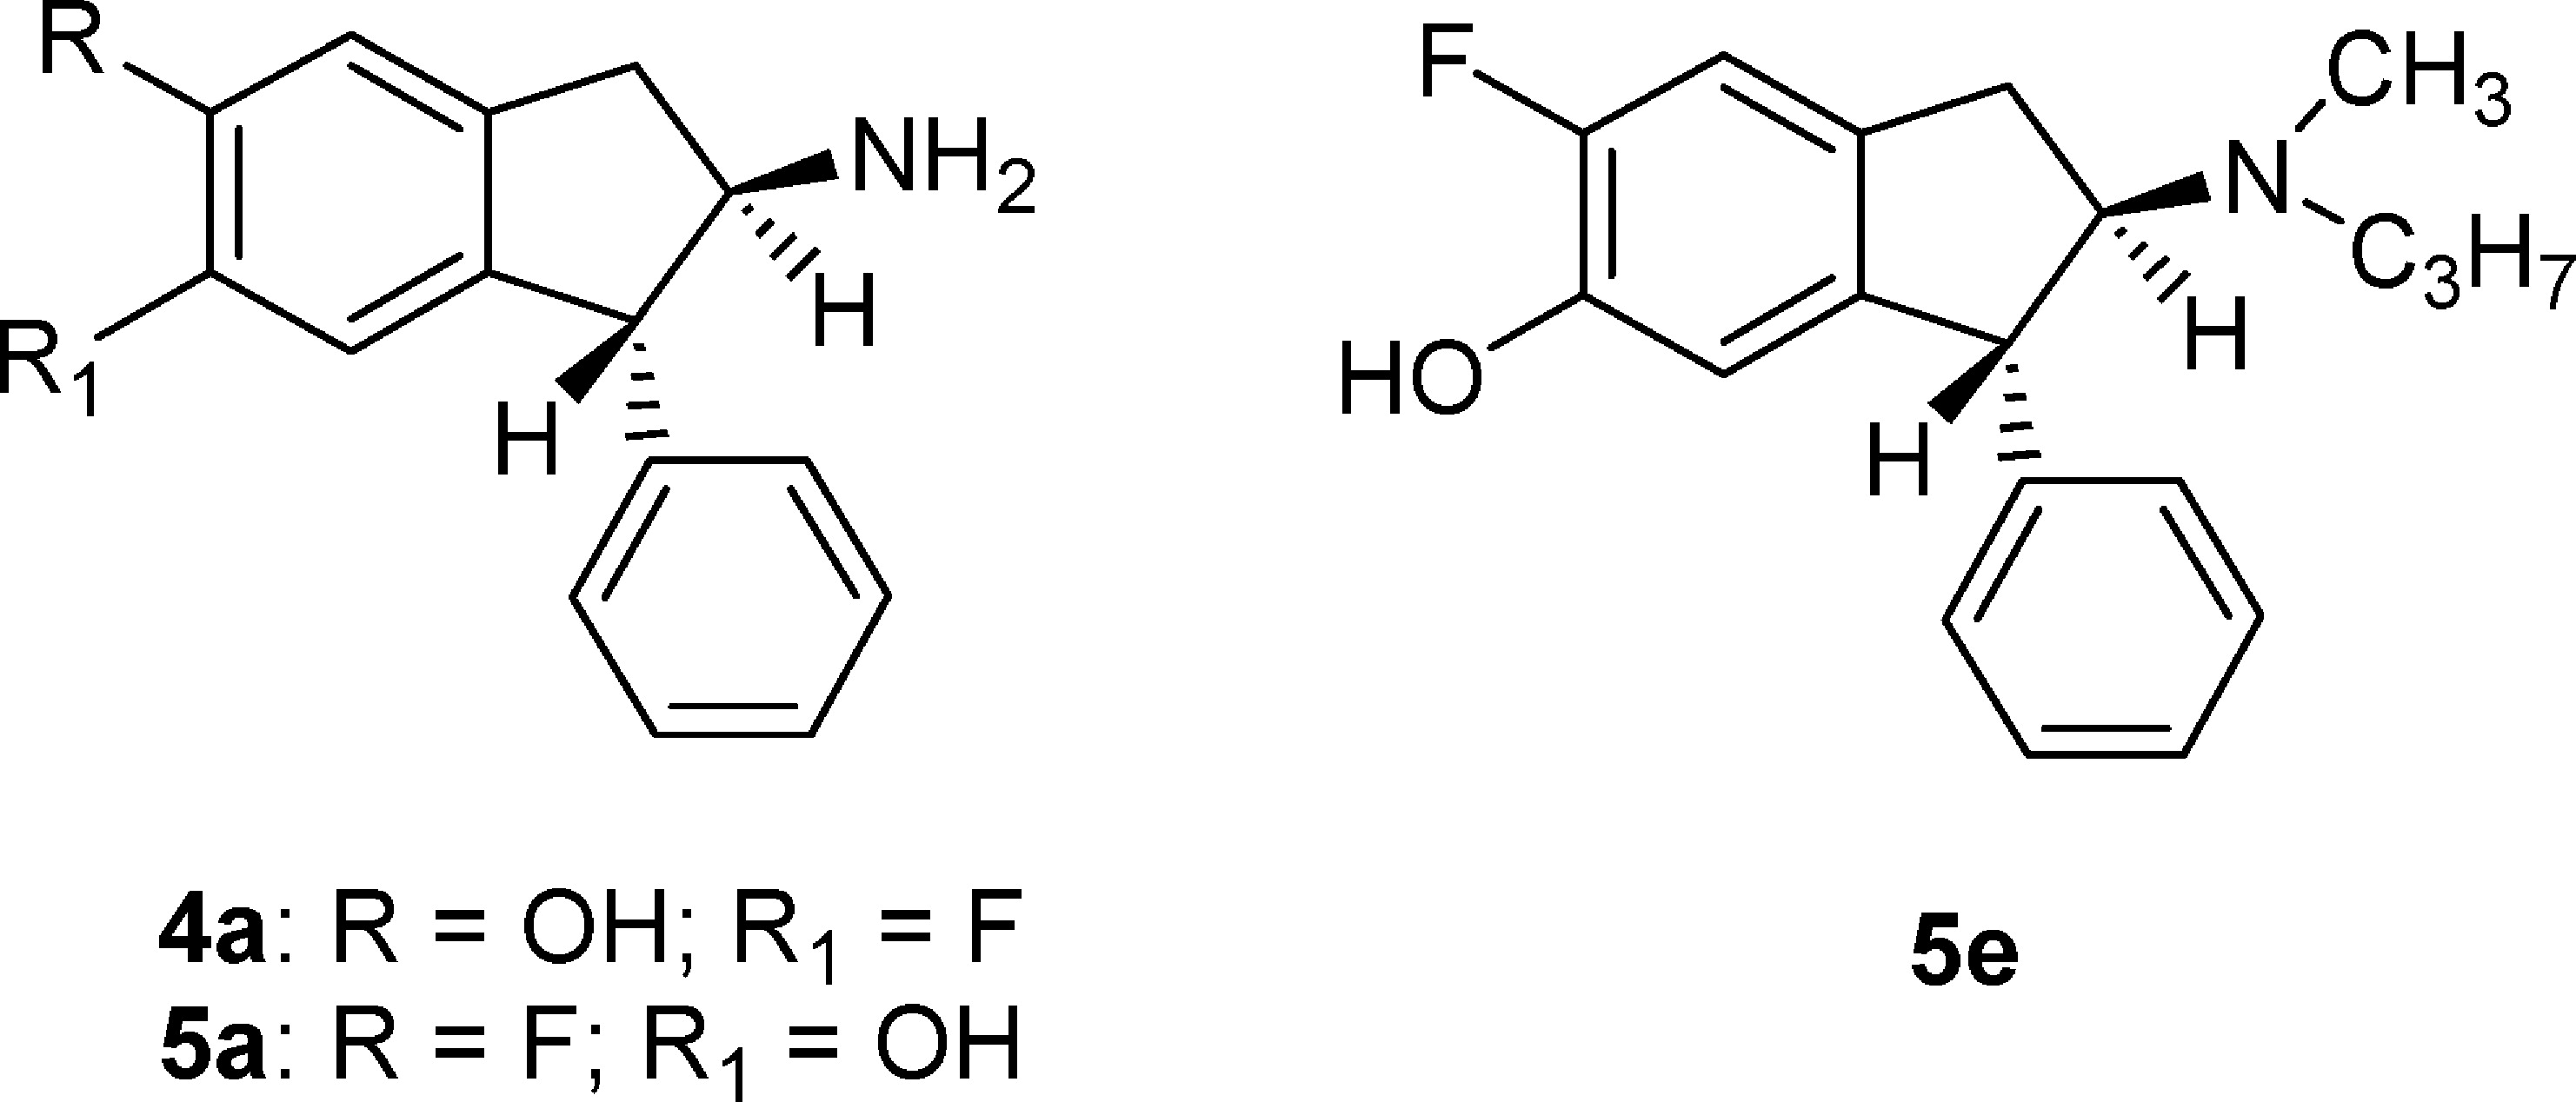 R
R1
NH2
H
H
4a: R = OH; R1 = F
5a: R = F; R1 = OH
F
HO
CH3
N
C3H7
H
H
5e